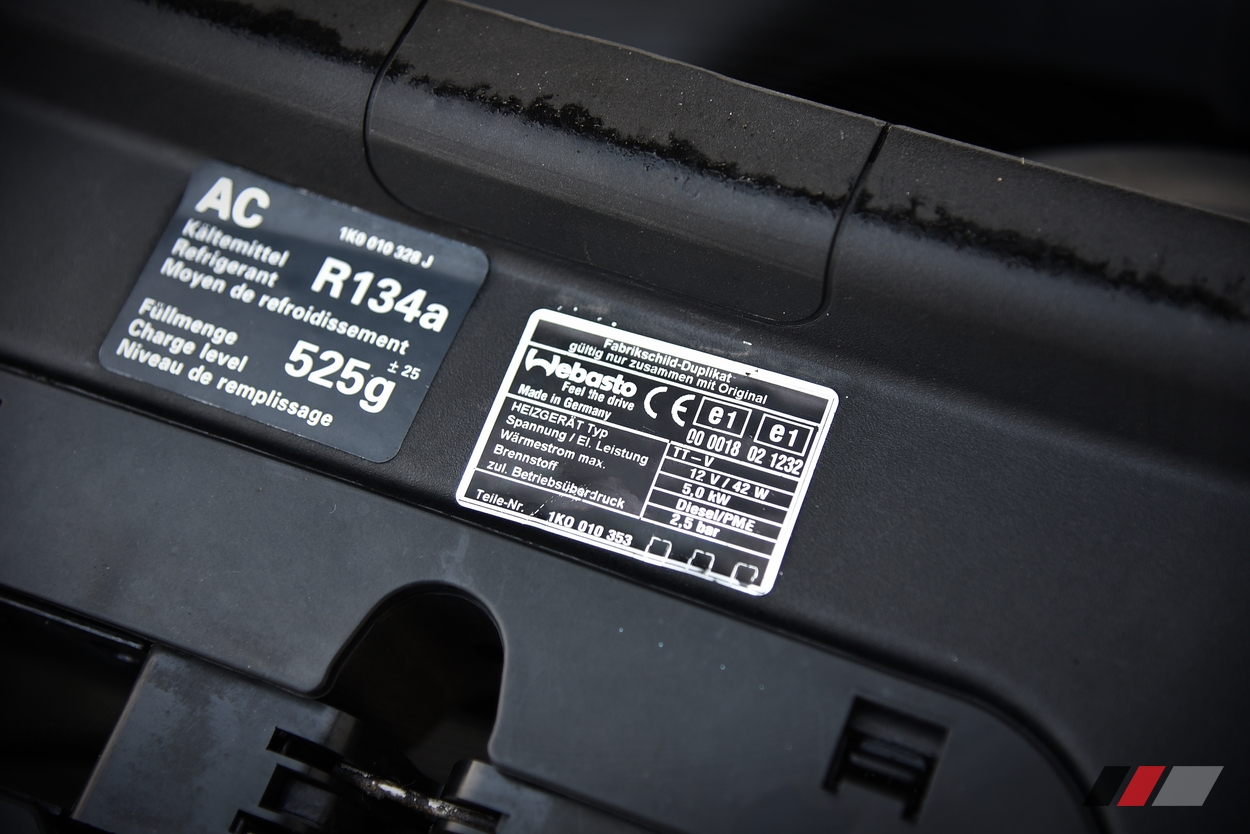 AC
1K0 010 328 J
Kältemittel
Refrigerant R134a
Moyen de refroidissement
Füllmenge
Charge level 525g ± 25
Niveau de remplissage
Fabrikschild-Duplikat
gültig nur zusammen mit Original
Webasto
Feel the drive
Made in Germany
CE e1 e1
00 0018 02 1232
HEIZGERÄT Typ TT-V
Spannung / El. Leistung 12 V / 42 W
Wärmestrom max. 5,0 kW
Brennstoff Diesel/PME
zul. Betriebsüberdruck 2,5 bar
Teile-Nr. 1K0 010 353